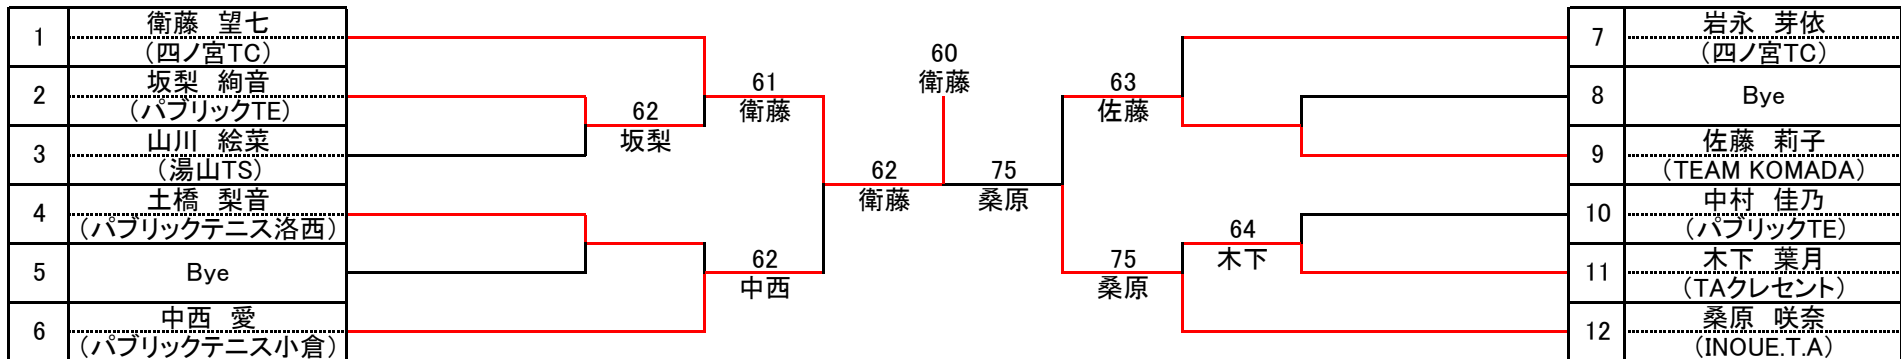 1
衛藤 望七
(四ノ宮TC)
2
坂梨 絢音
(パブリックTE)
3
山川 絵菜
(湯山TS)
4
土橋 梨音
(パブリックテニス洛西)
5
Bye
6
中西 愛
(パブリックテニス小倉)
62
坂梨
61
衛藤
62
中西
62
衛藤
60
衛藤
75
桑原
63
佐藤
75
桑原
64
木下
7
岩永 芽依
(四ノ宮TC)
8
Bye
9
佐藤 莉子
(TEAM KOMADA)
10
中村 佳乃
(パブリックTE)
11
木下 葉月
(TAクレセント)
12
桑原 咲奈
(INOUE.T.A)